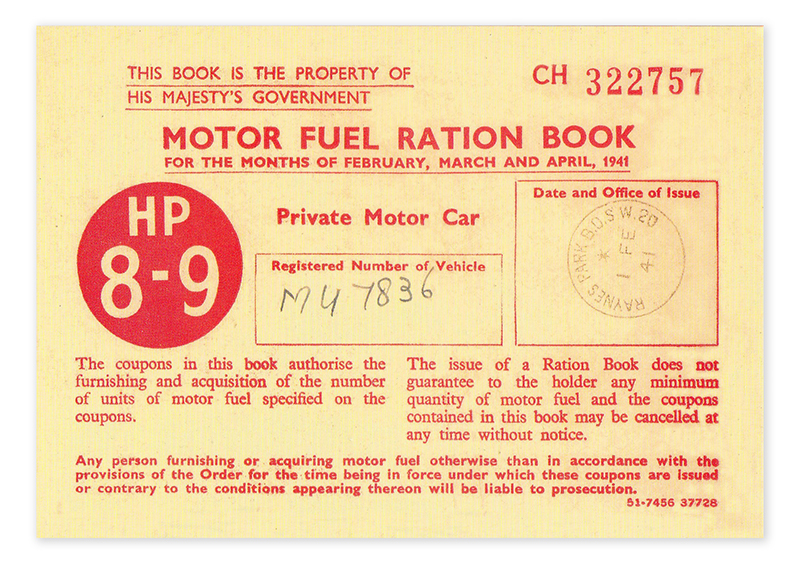 THIS BOOK IS THE PROPERTY OF
HIS MAJESTY'S GOVERNMENT
CH 322757
MOTOR FUEL RATION BOOK
FOR THE MONTHS OF FEBRUARY, MARCH AND APRIL, 1941
HP
8-9
Private Motor Car
Registered Number of Vehicle
MU 7836
Date and Office of Issue
RAYNES PARK B.O. S.W.20
1 FE
41
The coupons in this book authorise the
furnishing and acquisition of the number
of units of motor fuel specified on the
coupons.
The issue of a Ration Book does not
guarantee to the holder any minimum
quantity of motor fuel and the coupons
contained in this book may be cancelled at
any time without notice.
Any person furnishing or acquiring motor fuel otherwise than in accordance with the
provisions of the Order for the time being in force under which these coupons are issued
or contrary to the conditions appearing thereon will be liable to prosecution.
51-7456 37728